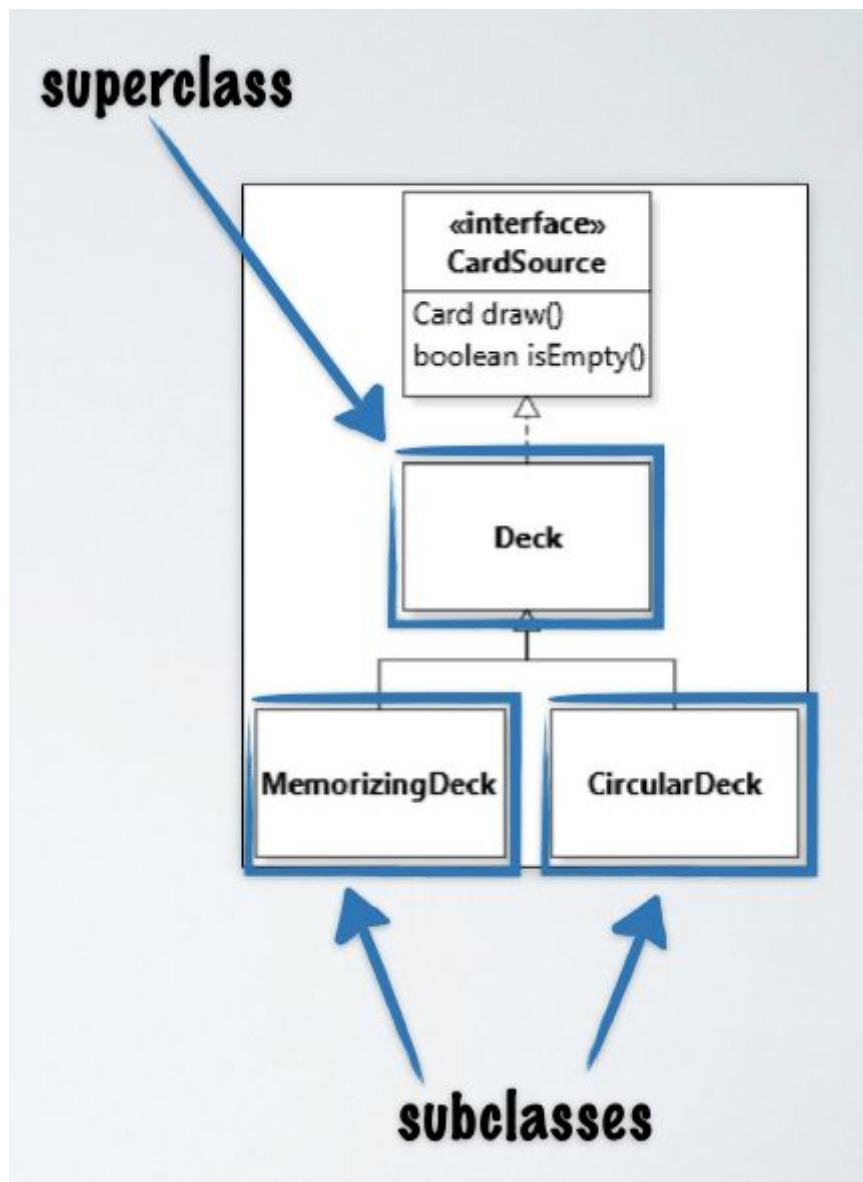 superclass
«interface»
CardSource
Card draw()
boolean isEmpty()
Deck
MemorizingDeck
CircularDeck
subclasses